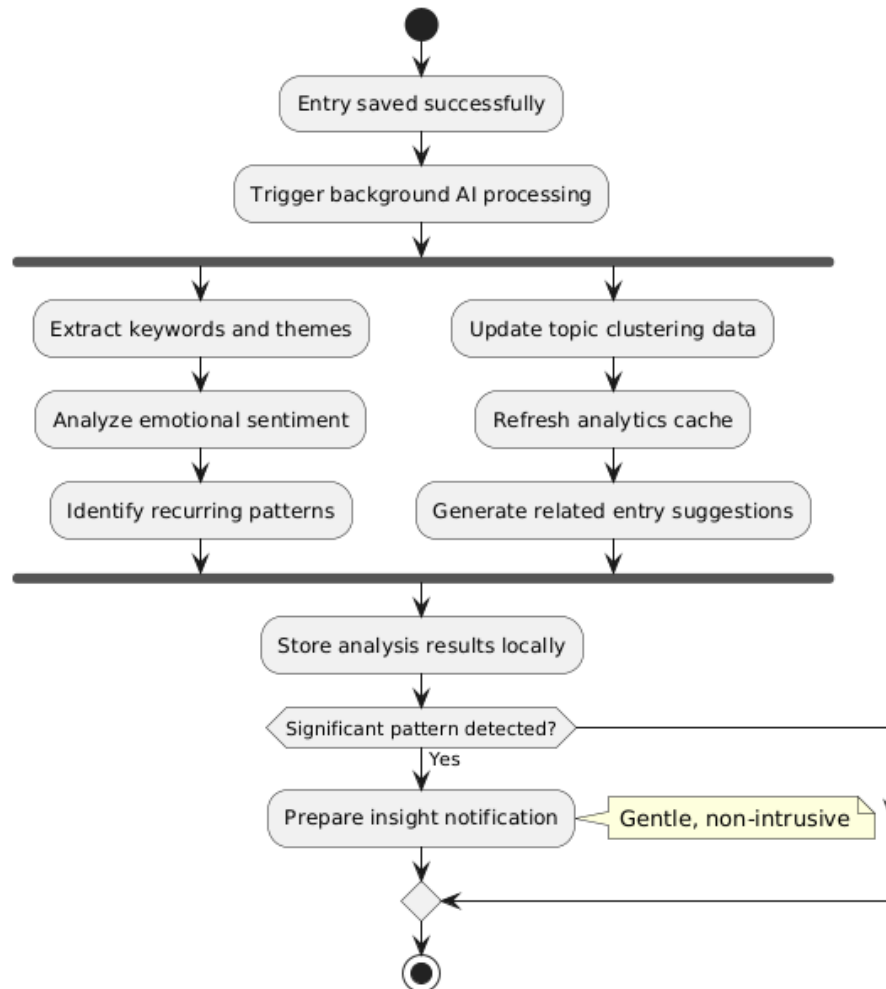 Entry saved successfully
Trigger background AI processing
Extract keywords and themes
Update topic clustering data
Analyze emotional sentiment
Refresh analytics cache
Identify recurring patterns
Generate related entry suggestions
Store analysis results locally
Significant pattern detected?
Yes
Prepare insight notification
Gentle, non-intrusive